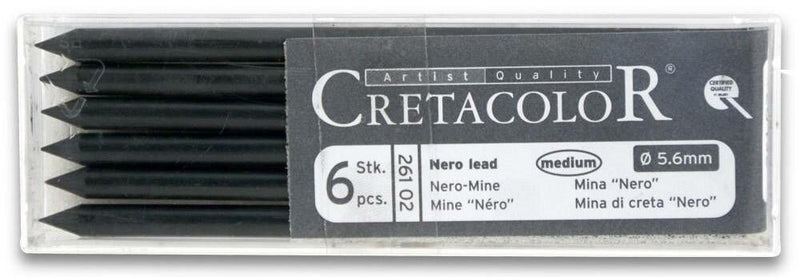 Artist Quality
CRETACOLOR®
CERTIFIED
QUALITY
6 Stk.
pcs.
261 02
Nero lead medium Ø 5.6mm
Nero-Mine Mina "Nero"
Mine "Néro" Mina di creta "Nero"